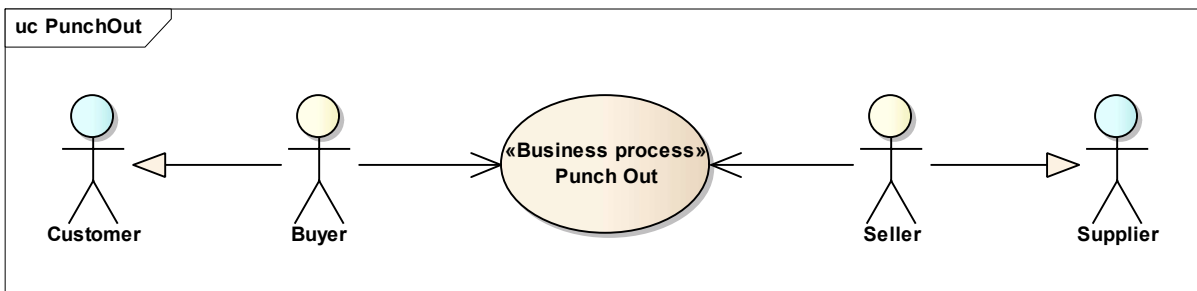 uc PunchOut
«Business process»
Punch Out
Customer
Buyer
Seller
Supplier